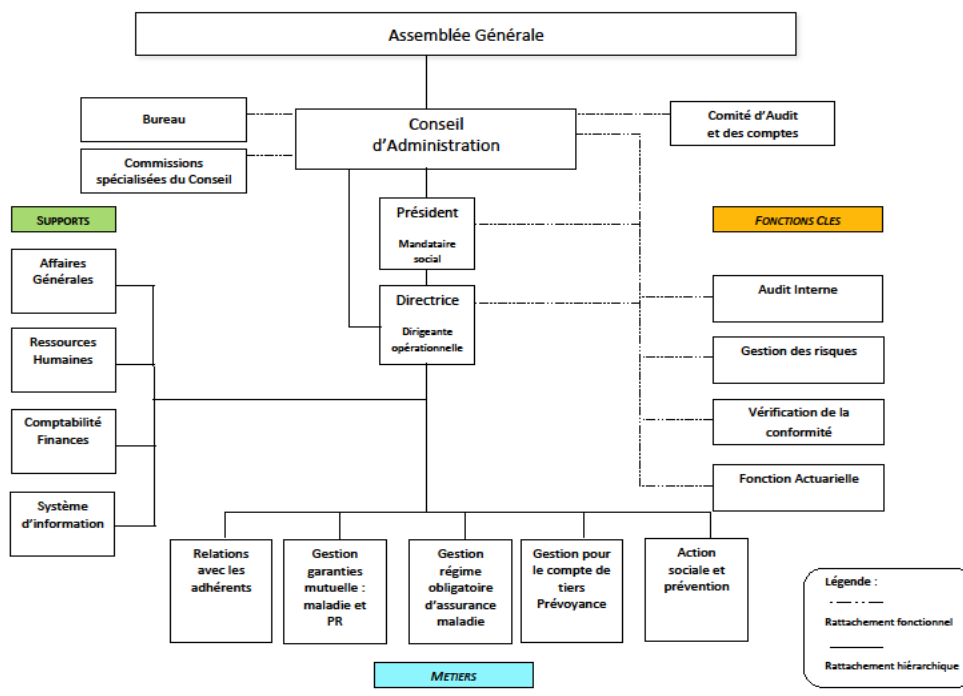 Assemblée Générale
Bureau
Conseil
d'Administration
Comité d'Audit
et des comptes
Commissions
spécialisées du Conseil
SUPPORTS
Président
Mandataire
social
FONCTIONS CLES
Affaires
Générales
Directrice
Dirigeante
opérationnelle
Audit Interne
Ressources
Humaines
Gestion des risques
Comptabilité
Finances
Vérification de la
conformité
Système
d'information
Fonction Actuarielle
Relations
avec les
adhérents
Gestion
garanties
mutuelle :
maladie et
PR
Gestion
régime
obligatoire
d'assurance
maladie
Gestion pour
le compte de
tiers
Prévoyance
Action
sociale et
prévention
Légende :
Rattachement fonctionnel
Rattachement hiérarchique
METIERS